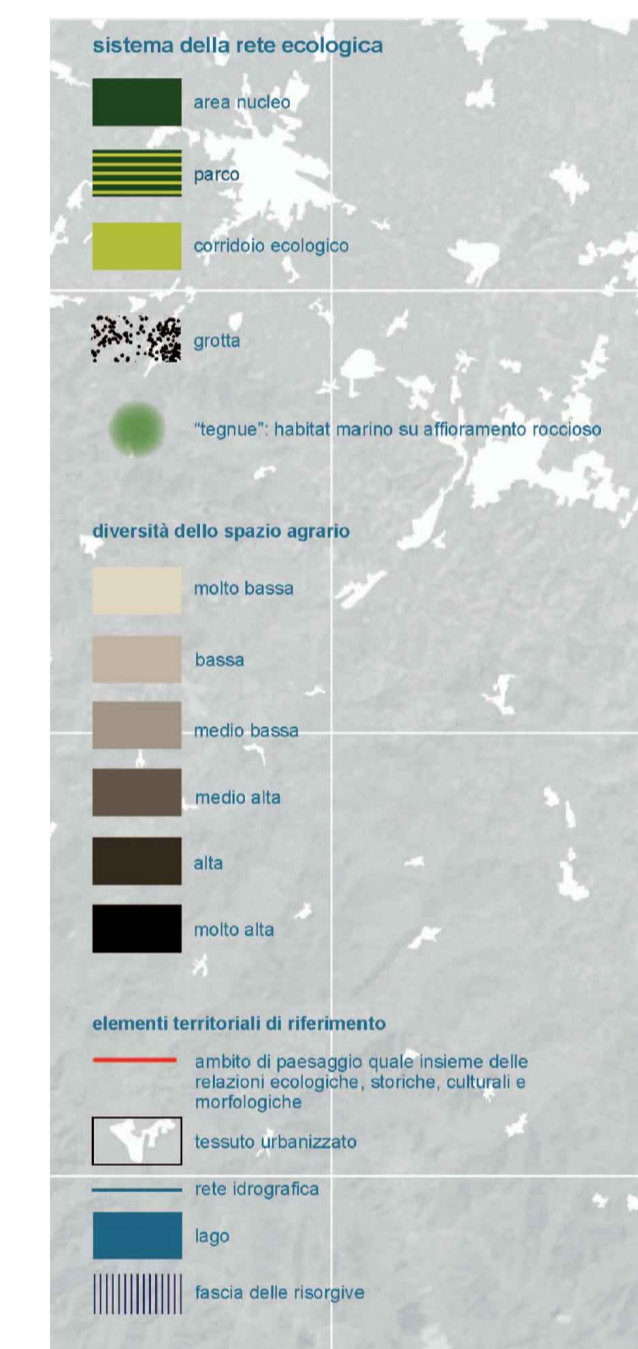 sistema della rete ecologica
area nucleo
parco
corridoio ecologico
grotta
"tegnue": habitat marino su affioramento roccioso
diversità dello spazio agrario
molto bassa
bassa
medio bassa
medio alta
alta
molto alta
elementi territoriali di riferimento
ambito di paesaggio quale insieme delle
relazioni ecologiche, storiche, culturali e
morfologiche
tessuto urbanizzato
rete idrografica
lago
fascia delle risorgive